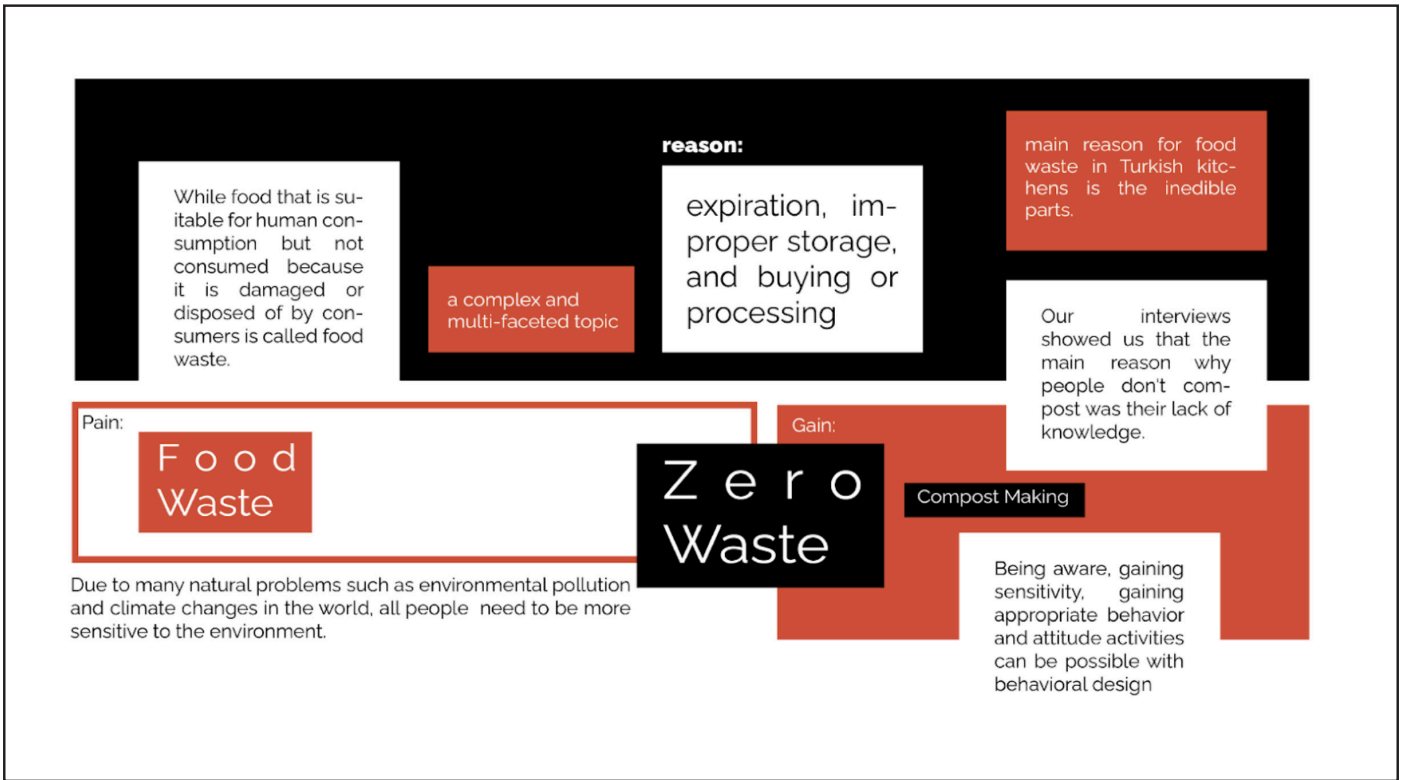 While food that is su-
itable for human con-
sumption but not
consumed because
it is damaged or
disposed of by con-
sumers is called food
waste.
a complex and
multi-faceted topic
reason:
expiration, im-
proper storage,
and buying or
processing
main reason for food
waste in Turkish kitc-
hens is the inedible
parts.
Our interviews
showed us that the
main reason why
people don't com-
post was their lack of
knowledge.
Pain:
Food
Waste
Due to many natural problems such as environmental pollution
and climate changes in the world, all people need to be more
sensitive to the environment.
Zero
Waste
Gain:
Compost Making
Being aware, gaining
sensitivity, gaining
appropriate behavior
and attitude activities
can be possible with
behavioral design